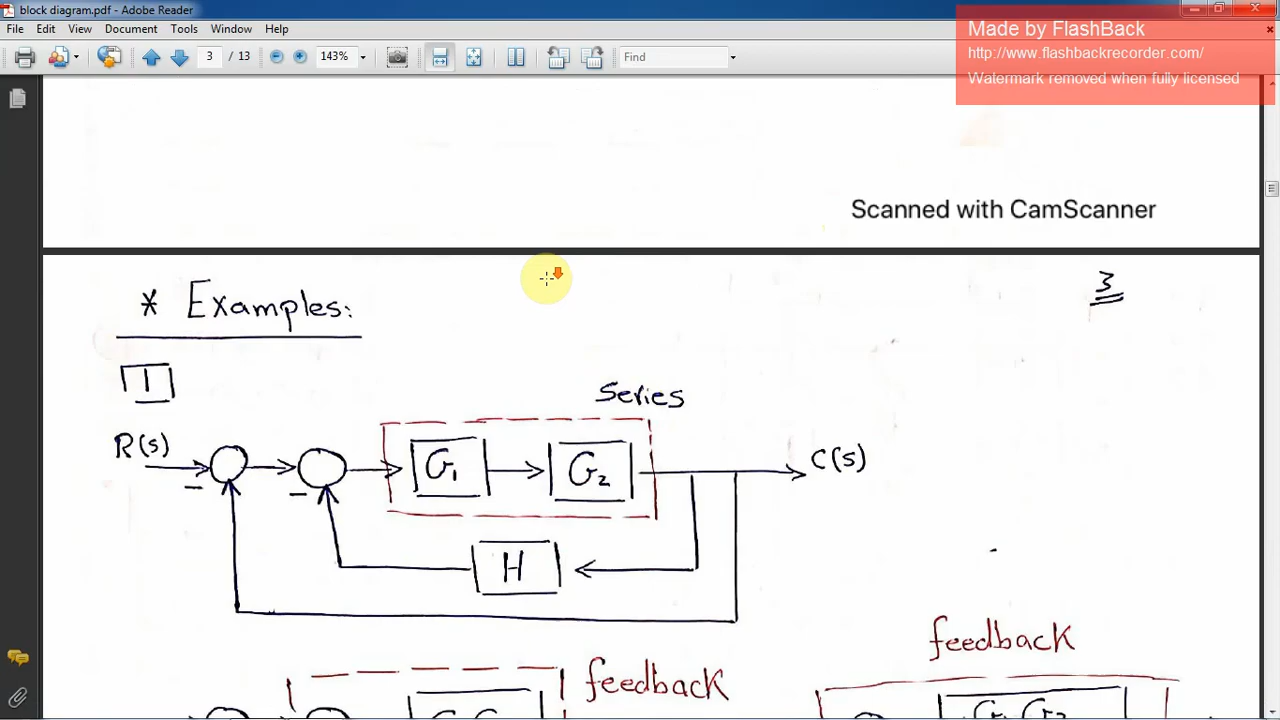 block diagram.pdf - Adobe Reader
File Edit View Document Tools Window Help
3 / 13 143% Find
Made by FlashBack
http://www.flashbackrecorder.com/
Watermark removed when fully licensed
Scanned with CamScanner
* Examples:
3
1
Series
R(s) G1 G2 C(s)
- -
H
feedback
feedback
G1 G2